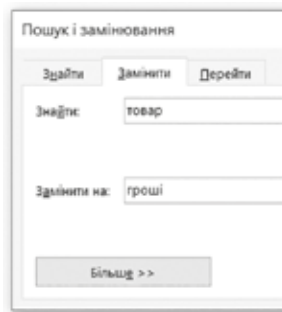 Пошук і замінювання
Знайти Замінити Перейти
Знайти: товар
Замінити на: гроші
Більше >>